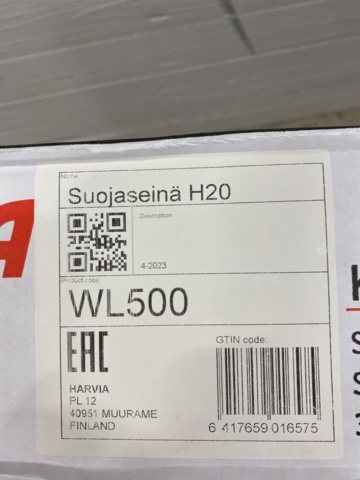 Name
Suojaseinä H20
Description
4-2023
Product code
WL500
EAC
GTIN code:
HARVIA
PL 12
40951 MUURAME
FINLAND
6 417659 016575